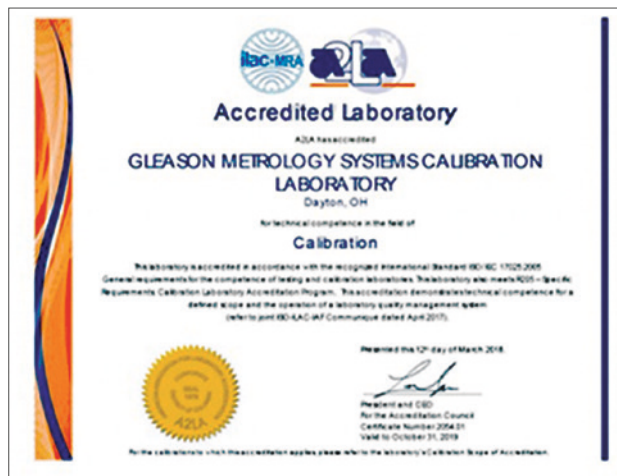 ilac-MRA
A2LA
Accredited Laboratory
A2LA has accredited
GLEASON METROLOGY SYSTEMS CALIBRATION
LABORATORY
Dayton, OH
for technical competence in the field of
Calibration
This laboratory is accredited in accordance with the recognized International Standard ISO/IEC 17025:2005
General requirements for the competence of testing and calibration laboratories. This laboratory also meets R205 – Specific
Requirements: Calibration Laboratory Accreditation Program. This accreditation demonstrates technical competence for a
defined scope and the operation of a laboratory quality management system
(refer to joint ISO-ILAC-IAF Communiqué dated April 2017).
Presented this 12th day of March 2018.
President and CEO
For the Accreditation Council
Certificate Number 2054.01
Valid to October 31, 2019
SEAL
1978
A2LA
For the calibrations to which this accreditation applies, please refer to the laboratory's Calibration Scope of Accreditation.